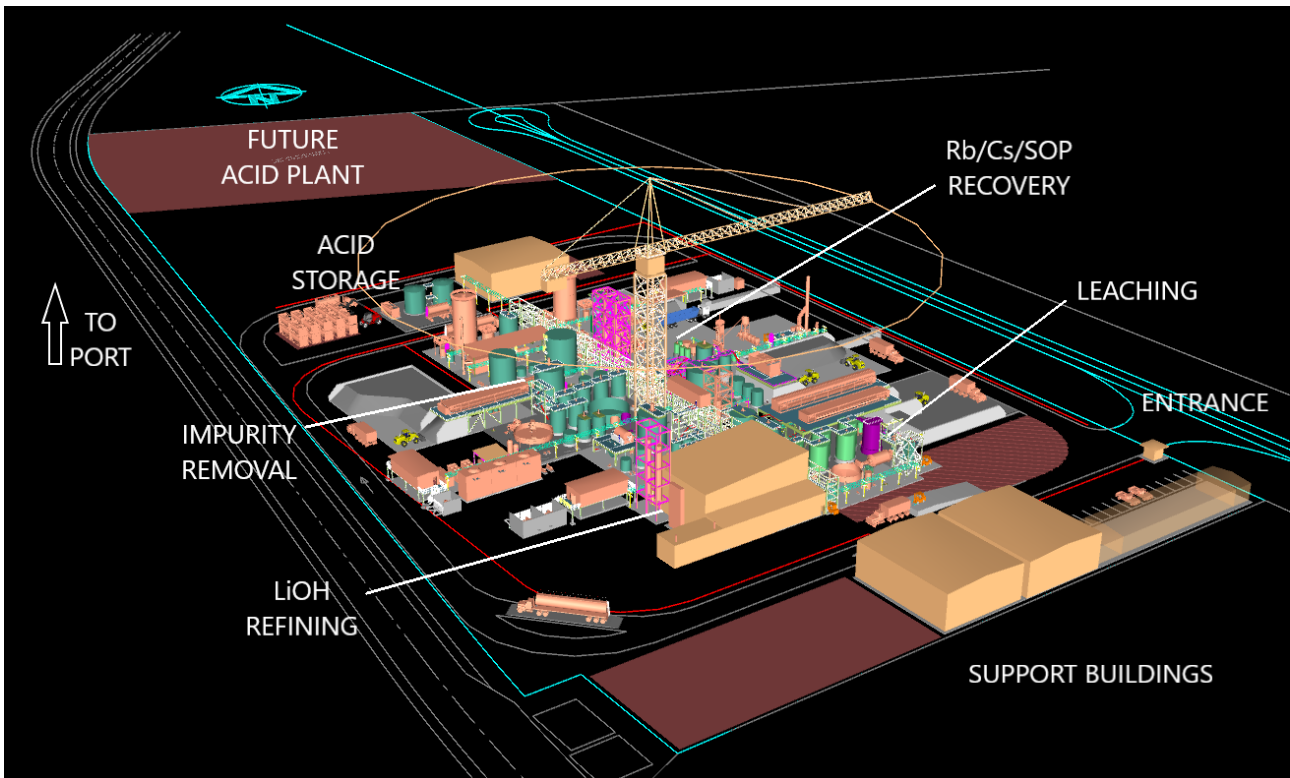 FUTURE
ACID PLANT
Rb/Cs/SOP
RECOVERY
ACID
STORAGE
LEACHING
TO
PORT
ENTRANCE
IMPURITY
REMOVAL
LiOH
REFINING
SUPPORT BUILDINGS